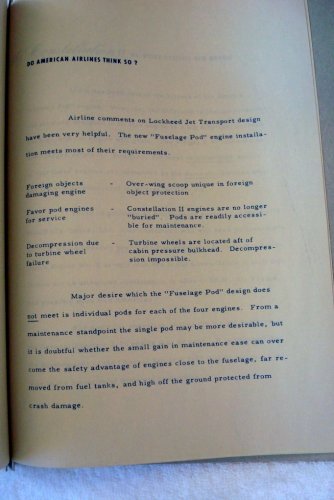 DO AMERICAN AIRLINES THINK SO?
Airline comments on Lockheed Jet Transport design
have been very helpful. The new "Fuselage Pod" engine installa-
tion meets most of their requirements.
Foreign objects - Over-wing scoop unique in foreign
damaging engine object protection
Favor pod engines - Constellation II engines are no longer
for service "buried". Pods are readily accessi-
ble for maintenance.
Decompression due - Turbine wheels are located aft of
to turbine wheel cabin pressure bulkhead. Decompres-
failure sion impossible.
Major desire which the "Fuselage Pod" design does
not meet is individual pods for each of the four engines. From a
maintenance standpoint the single pod may be more desirable, but
it is doubtful whether the small gain in maintenance ease can over
come the safety advantage of engines close to the fuselage, far re-
moved from fuel tanks, and high off the ground protected from
crash damage.